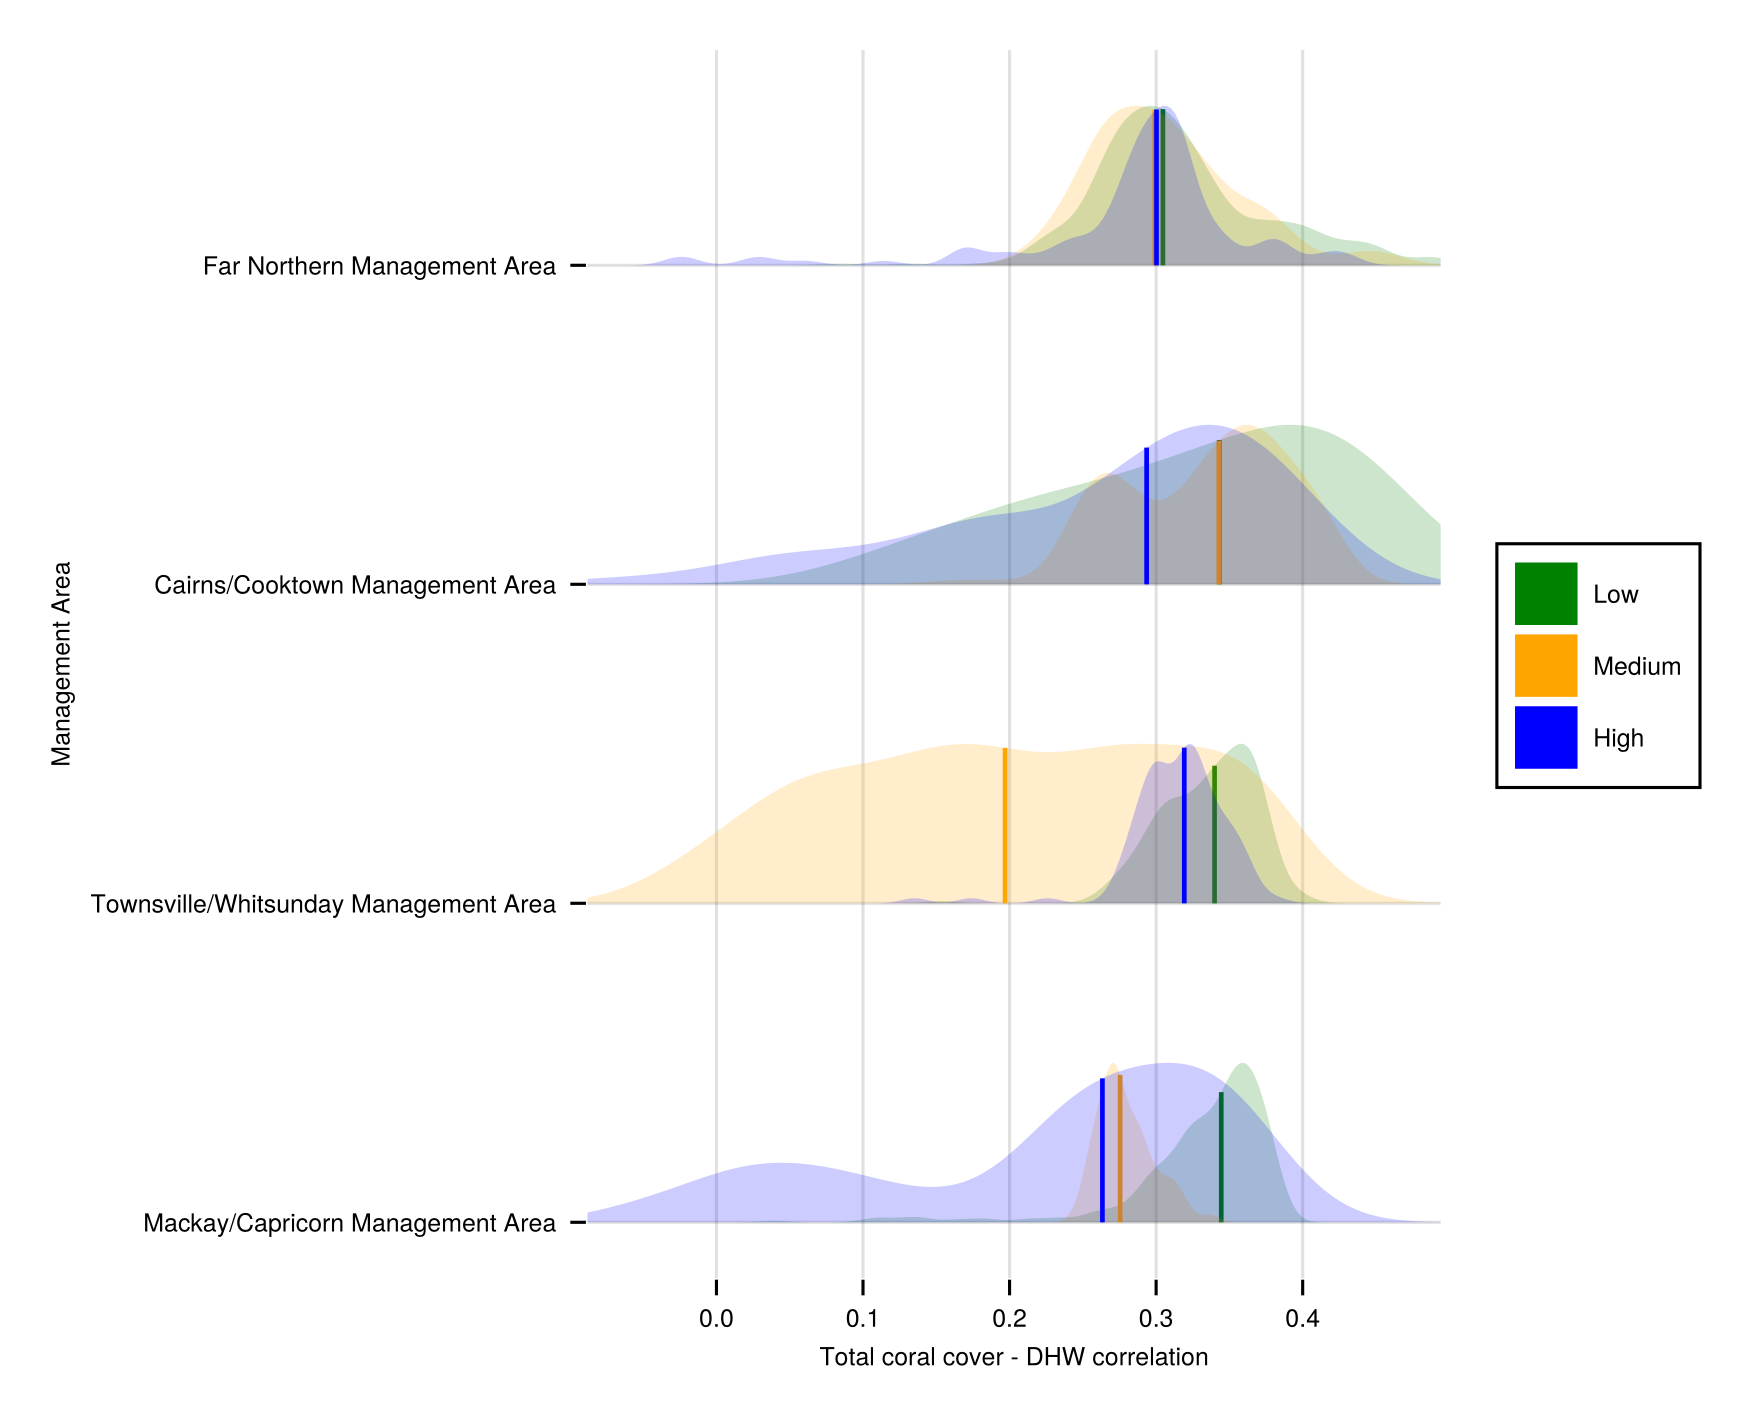 Far Northern Management Area
Cairns/Cooktown Management Area
Townsville/Whitsunday Management Area
Mackay/Capricorn Management Area
Management Area
0.0 0.1 0.2 0.3 0.4
Total coral cover - DHW correlation
Low
Medium
High